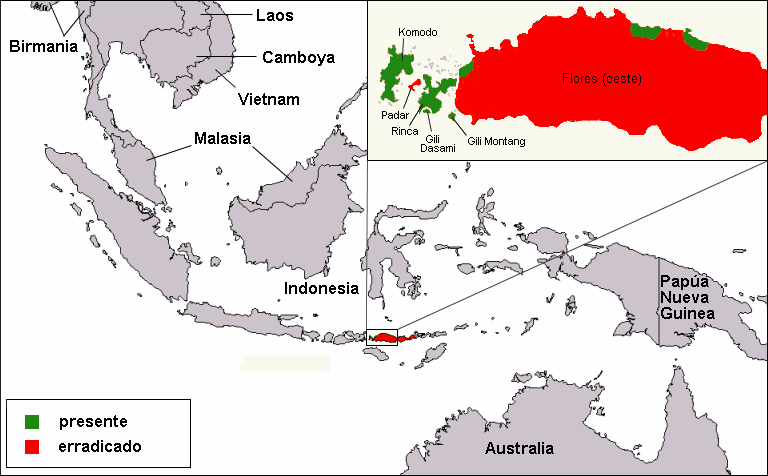 Laos
Birmania
Camboya
Vietnam
Malasia
Indonesia
Komodo
Flores (oeste)
Padar
Rinca
Gili
Dasami
Gili Montang
Papúa
Nueva
Guinea
Australia
presente
erradicado